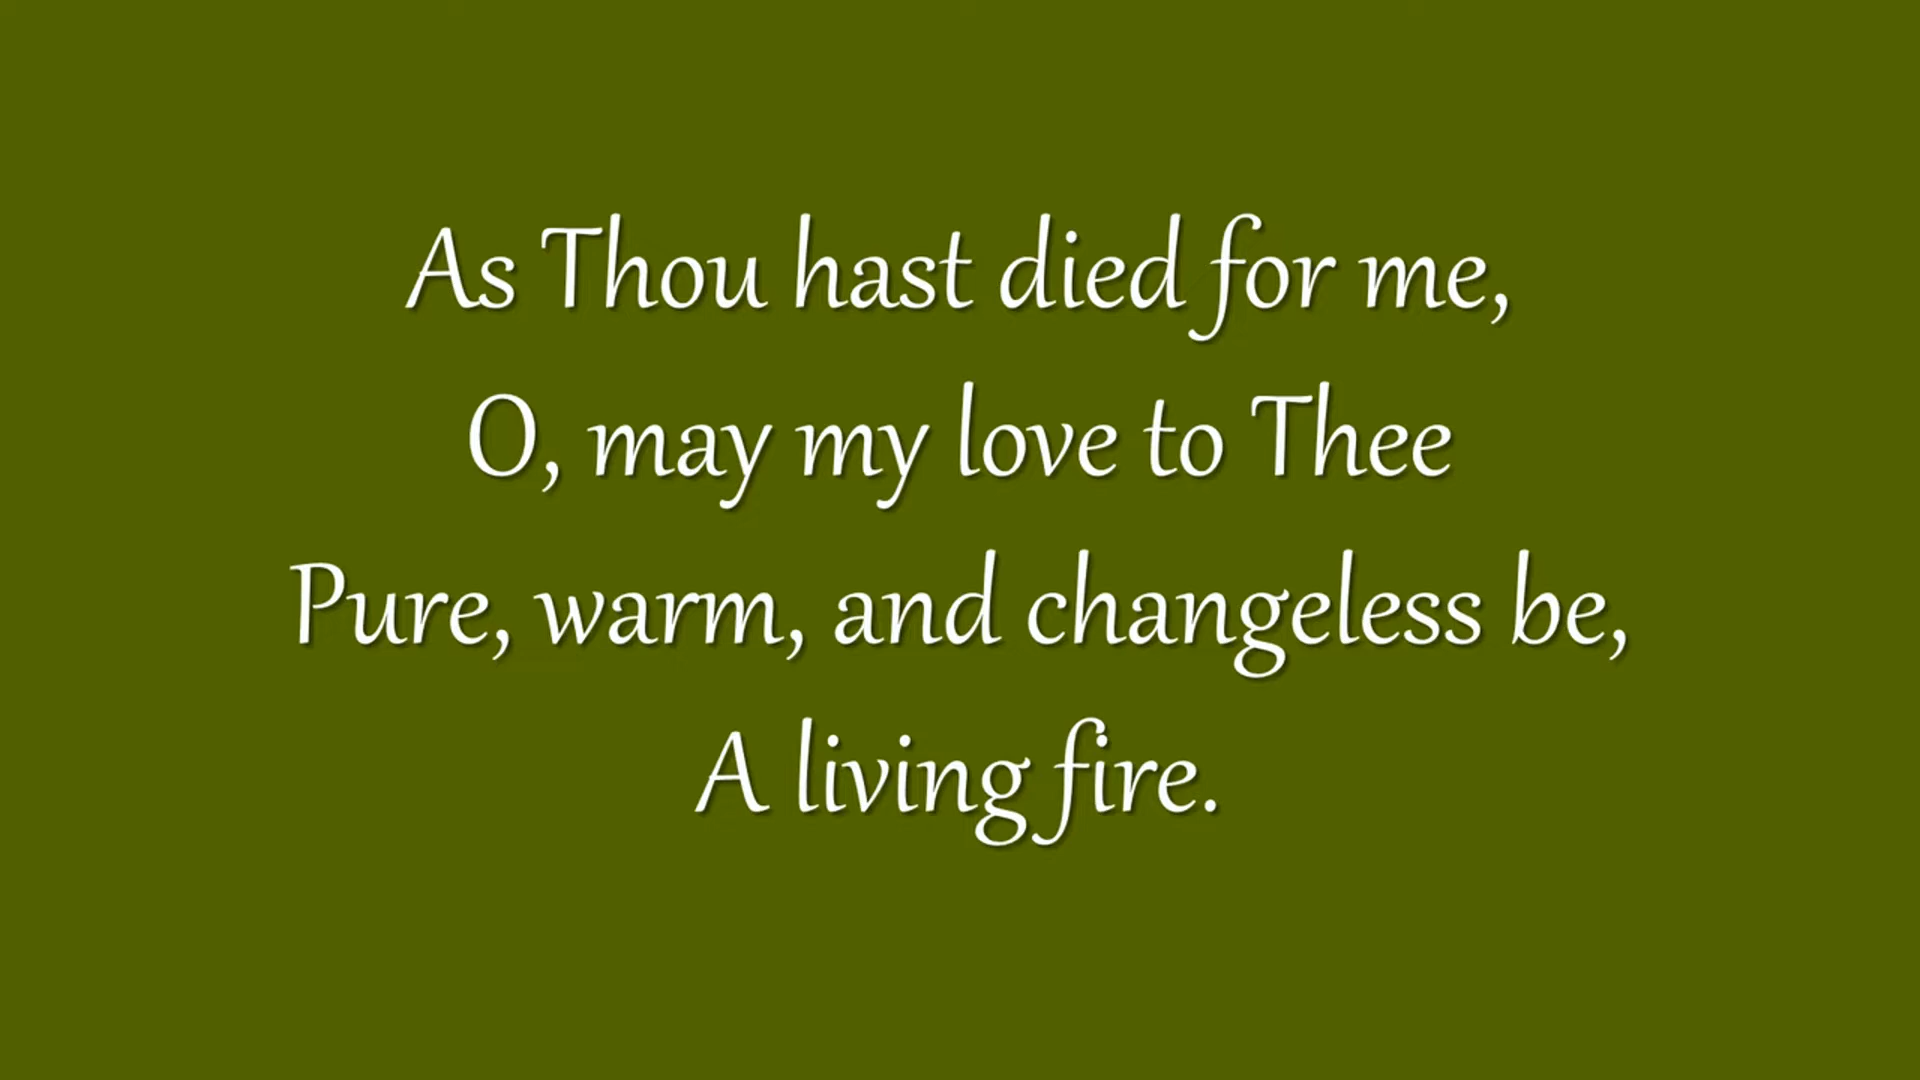 As Thou hast died for me,
O, may my love to Thee
Pure, warm, and changeless be,
A living fire.